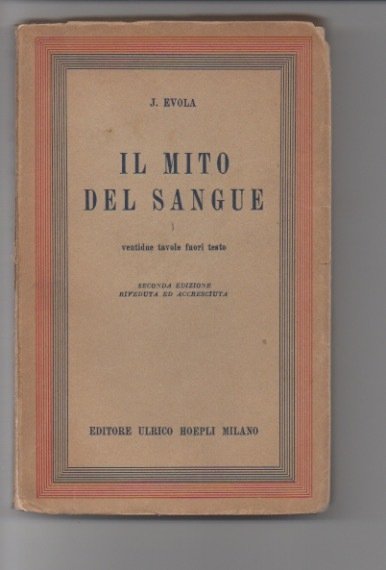 J. EVOLA
IL MITO
DEL SANGUE
ventidue tavole fuori testo
SECONDA EDIZIONE
RIVEDUTA ED ACCRESCIUTA
EDITORE ULRICO HOEPLI MILANO